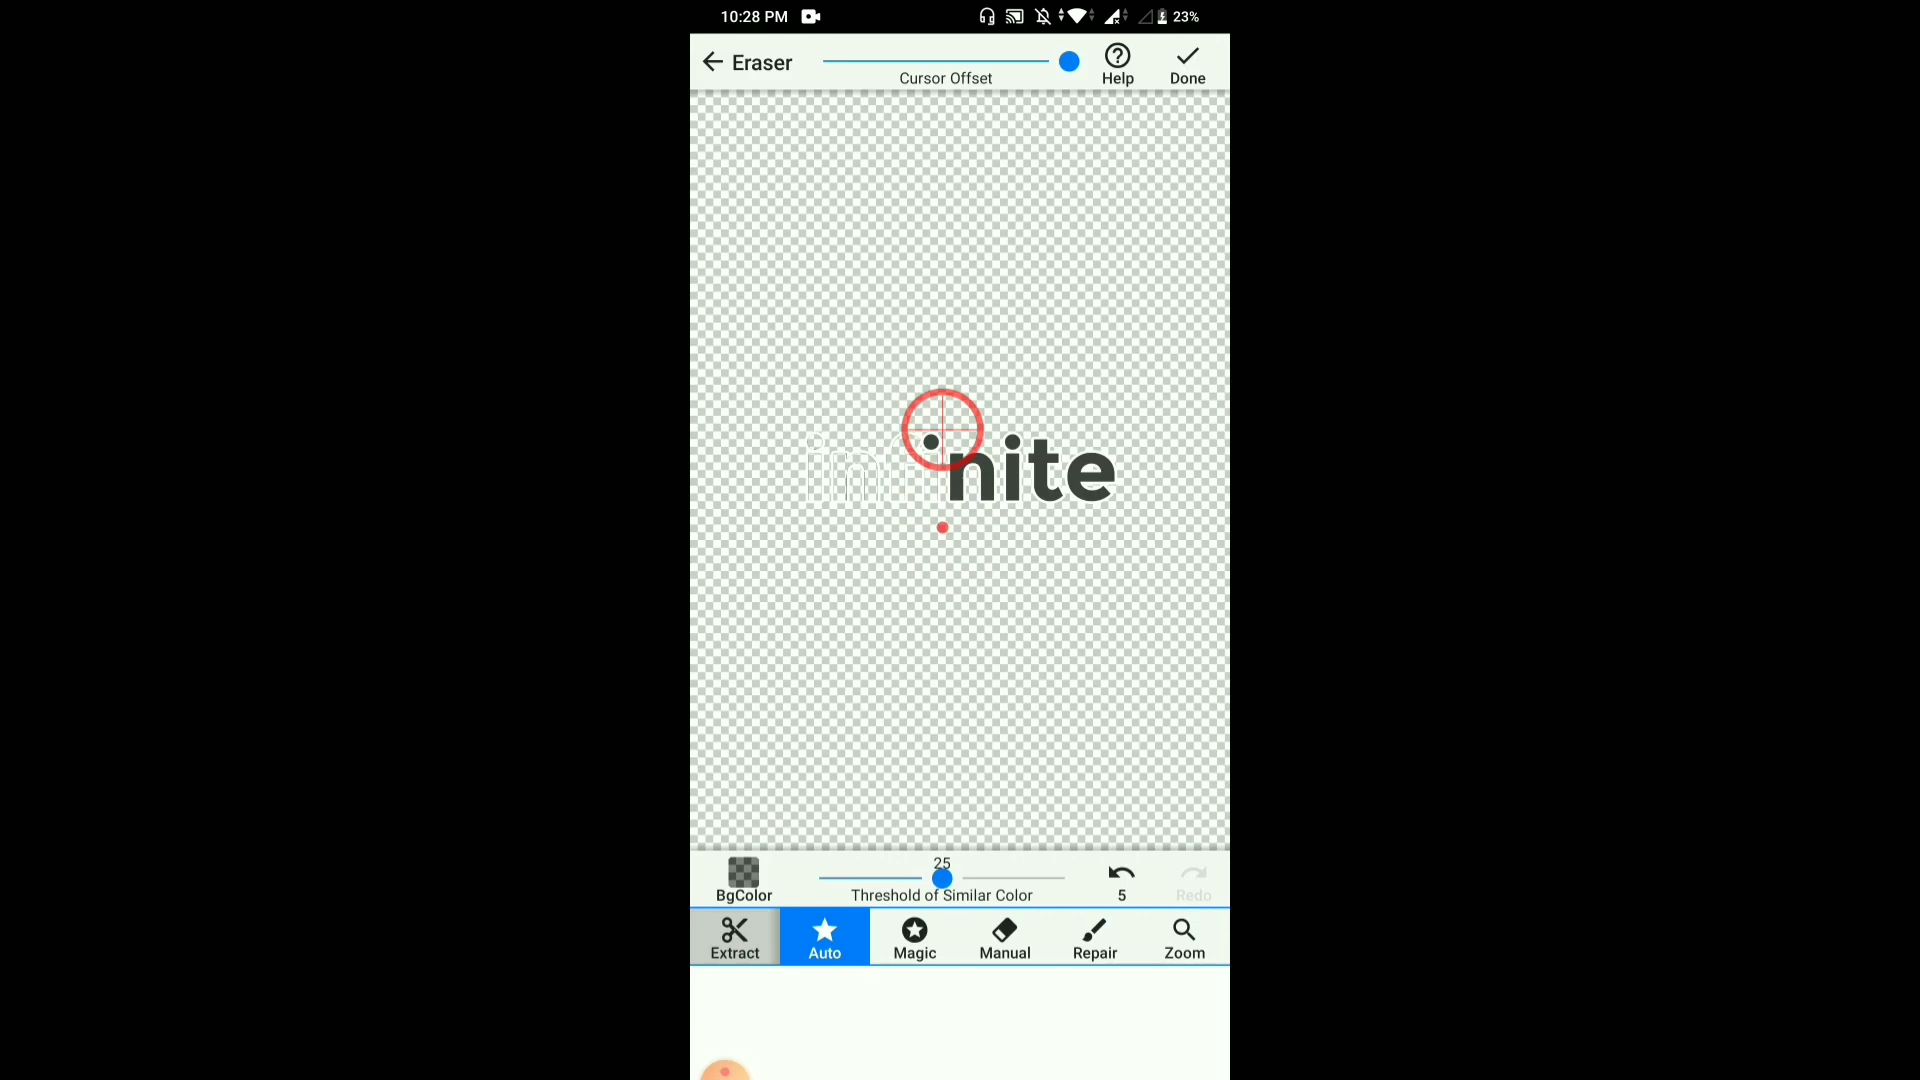 10:28 PM 23%
Eraser
Cursor Offset
Help
Done
nite
25
BgColor
Threshold of Similar Color
5
Redo
Extract
Auto
Magic
Manual
Repair
Zoom